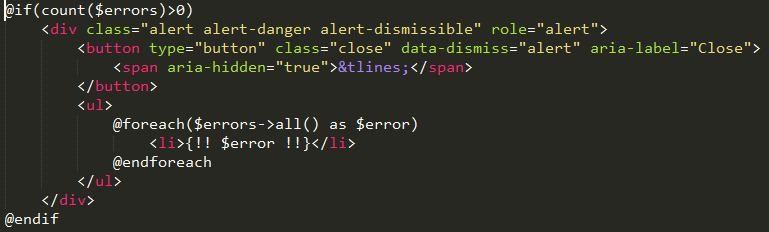 @if(count($errors)>0)
    <div class="alert alert-danger alert-dismissible" role="alert">
        <button type="button" class="close" data-dismiss="alert" aria-label="Close">
            <span aria-hidden="true">&tlines;</span>
        </button>
        <ul>
            @foreach($errors->all() as $error)
                <li>{!! $error !!}</li>
            @endforeach
        </ul>
    </div>
@endif